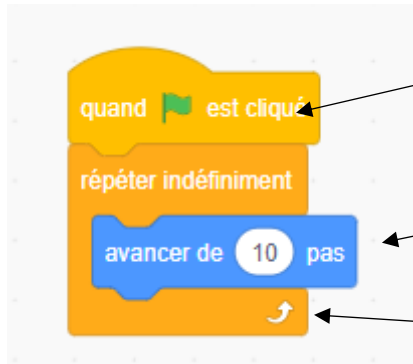 quand est cliqué
répéter indéfiniment
avancer de 10 pas